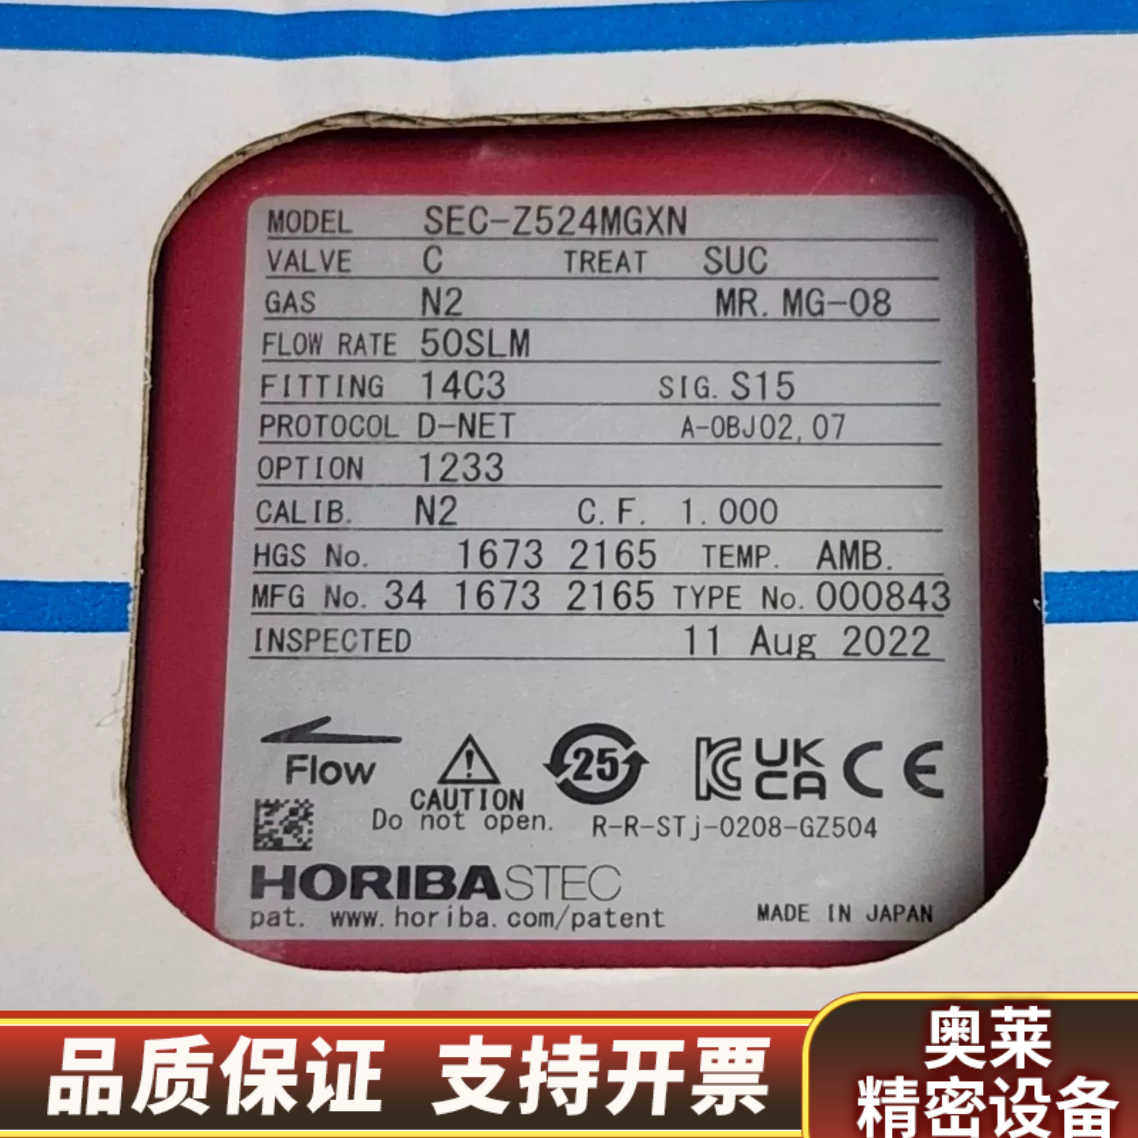 MODEL SEC-Z524MGXN
VALVE C TREAT SUC
GAS N2 MR. MG-08
FLOW RATE 50SLM
FITTING 14C3 SIG. S15
PROTOCOL D-NET A-0BJ02, 07
OPTION 1233
CALIB. N2 C.F. 1.000
HGS No. 1673 2165 TEMP. AMB.
MFG No. 34 1673 2165 TYPE No. 000843
INSPECTED 11 Aug 2022
Flow
CAUTION
Do not open.
25
UK
CA
CE
R-R-STj-0208-GZ504
HORIBASTEC
pat. www.horiba.com/patent
MADE IN JAPAN
品质保证 支持开票
奥莱
精密设备